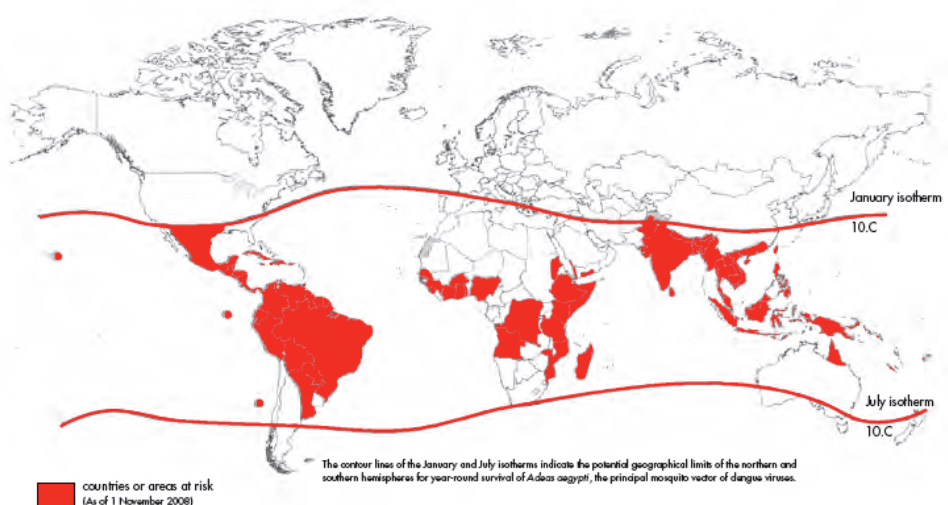 January isotherm
10.C
July isotherm
10.C
The contour lines of the January and July isotherms indicate the potential geographical limits of the northern and
southern hemispheres for year-round survival of Adeas aegypti, the principal mosquito vector of dengue viruses.
countries or areas at risk
(As of 1 November 2008)